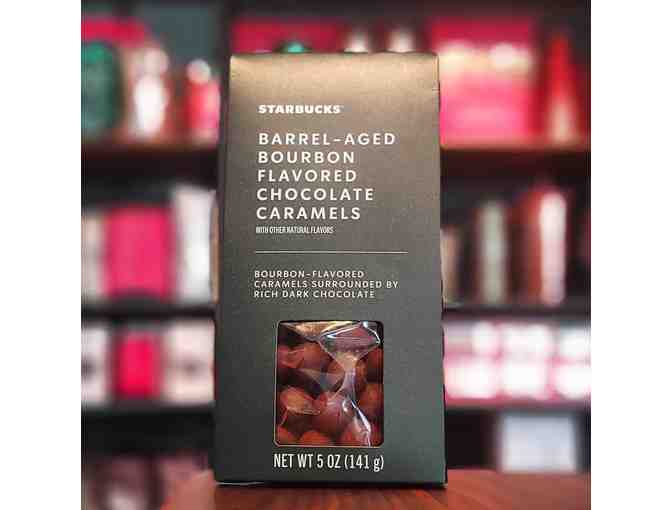 STARBUCKS
BARREL-AGED
BOURBON
FLAVORED
CHOCOLATE
CARAMELS
WITH OTHER NATURAL FLAVORS
BOURBON-FLAVORED
CARAMELS SURROUNDED BY
RICH DARK CHOCOLATE
NET WT 5 OZ (141 g)